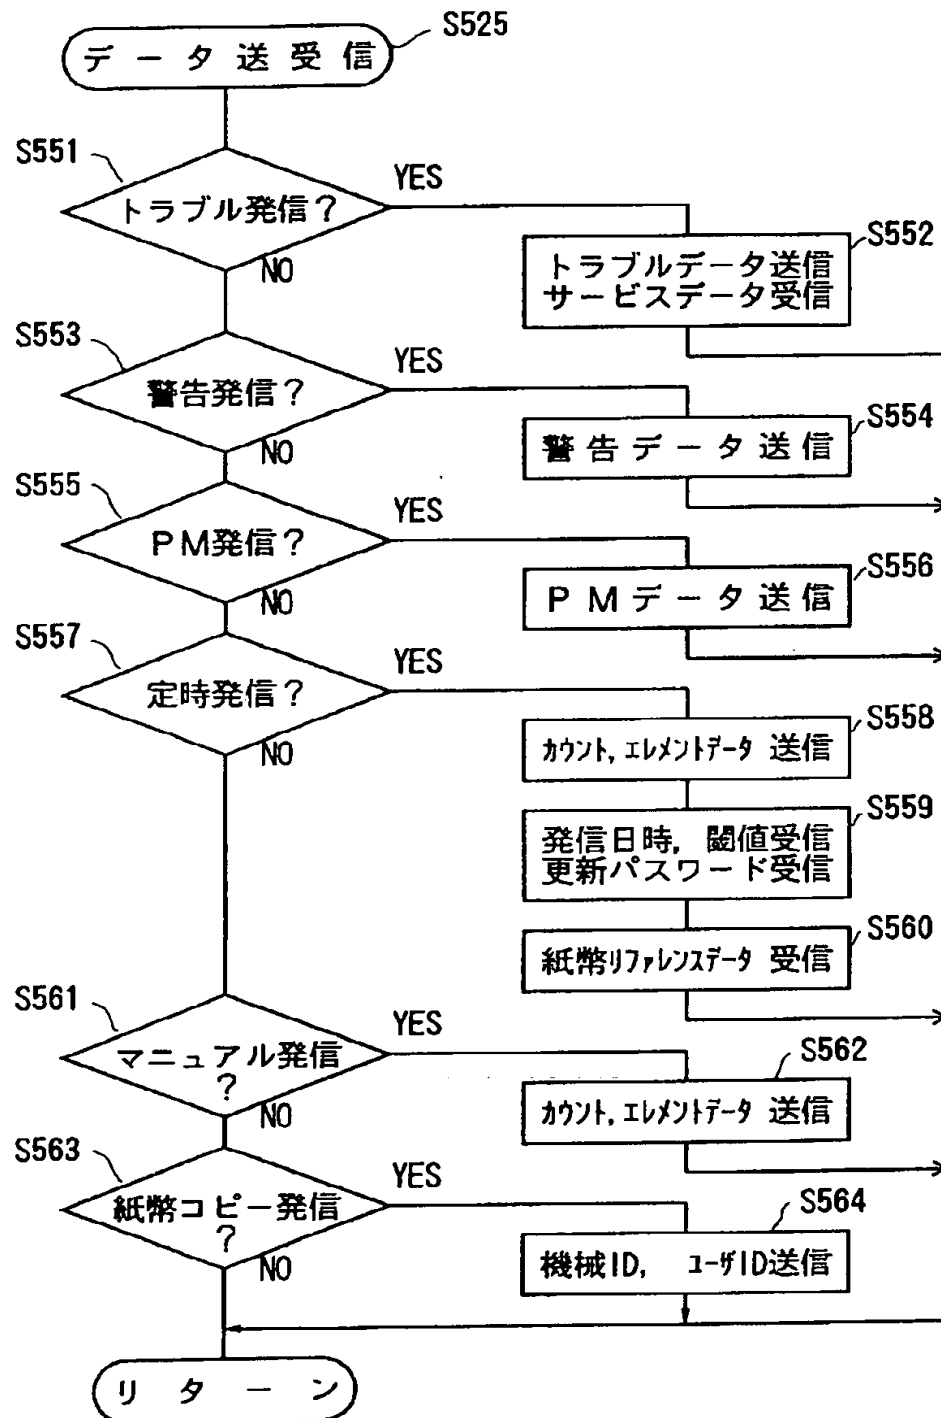 S525
データ送受信
S551
トラブル発信?
YES
NO
S552
トラブルデータ送信
サービスデータ受信
S553
警告発信?
YES
NO
S554
警告データ送信
S555
PM発信?
YES
NO
S556
PMデータ送信
S557
定時発信?
YES
NO
S558
カウント,エレメントデータ 送信
S559
発信日時,閾値受信
更新パスワード受信
S560
紙幣リファレンスデータ 受信
S561
マニュアル発信
?
YES
NO
S562
カウント,エレメントデータ 送信
S563
紙幣コピー発信
?
YES
NO
S564
機械ID, ユーザID送信
リターン